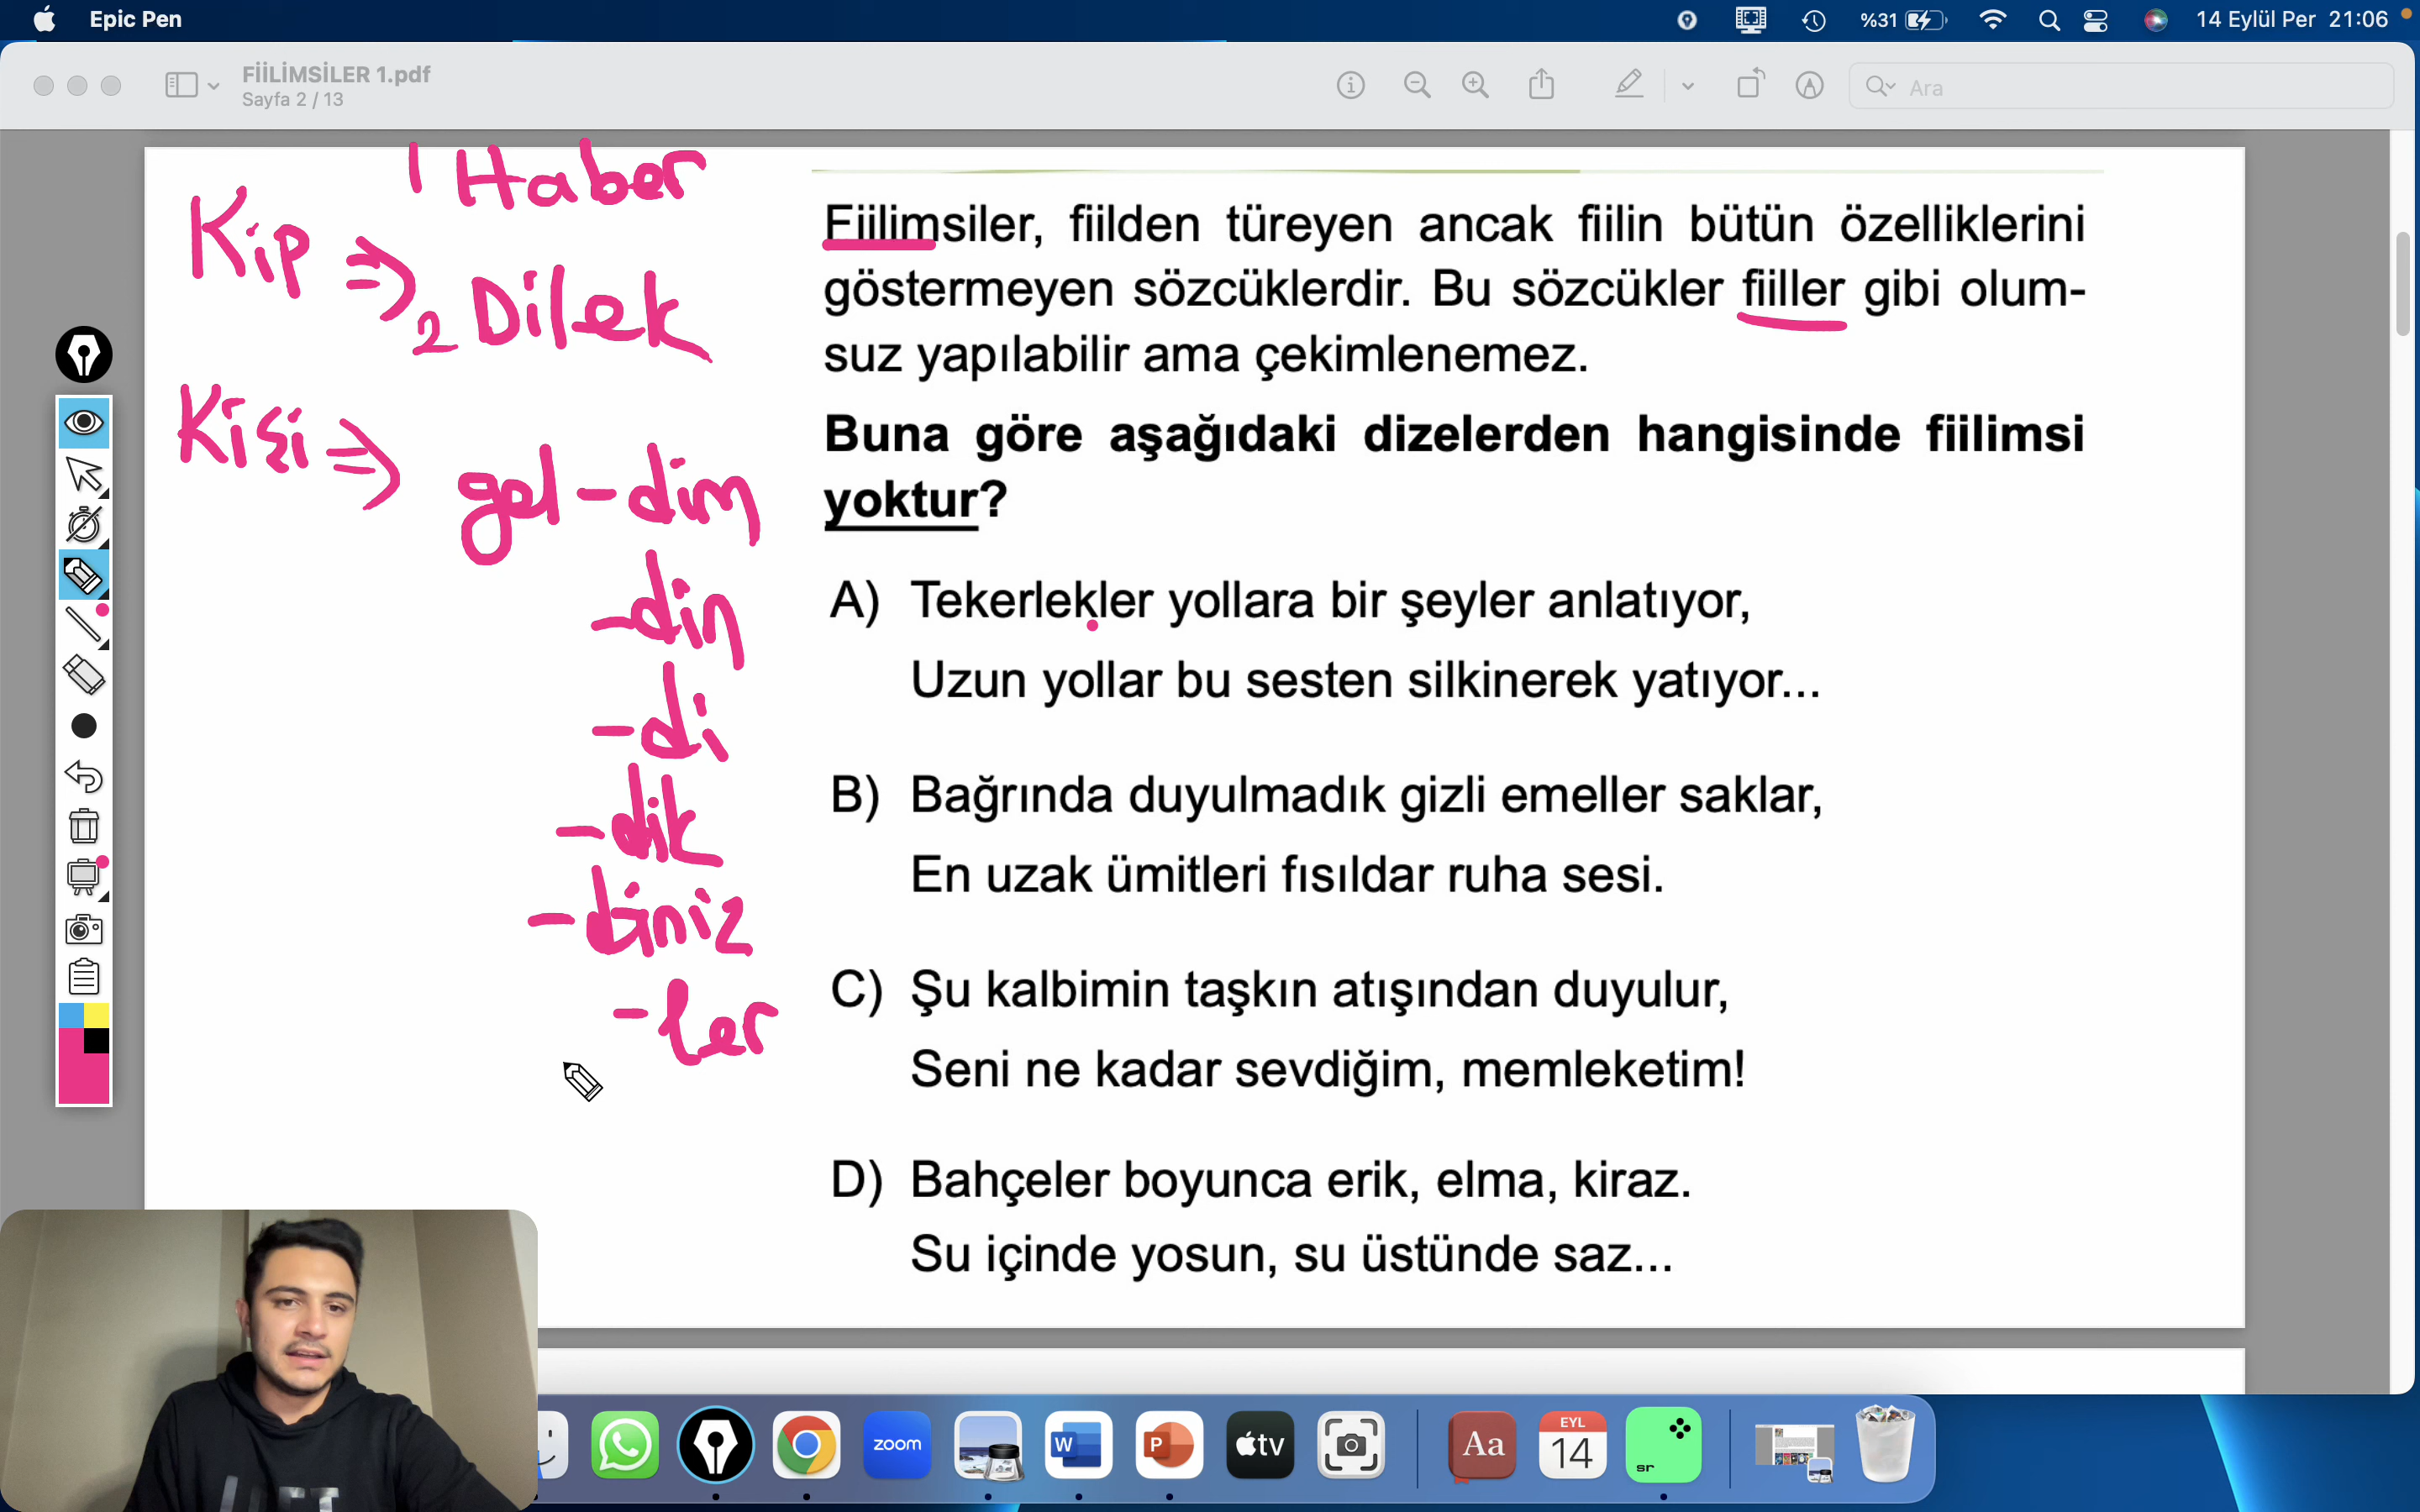 Epic Pen
%31
14 Eylül Per 21:06
FİİLİMSİLER 1.pdf
Sayfa 2 / 13
Ara
1 Haber
Kip ⇒
2 Dilek
Kişi ⇒
gel - dim
- din
- di
- dik
- diniz
- ler
Fiilimsiler, fiilden türeyen ancak fiilin bütün özelliklerini
göstermeyen sözcüklerdir. Bu sözcükler fiiller gibi olum-
suz yapılabilir ama çekimlenemez.
Buna göre aşağıdaki dizelerden hangisinde fiilimsi
yoktur?
A) Tekerlekler yollara bir şeyler anlatıyor,
Uzun yollar bu sesten silkinerek yatıyor...
B) Bağrında duyulmadık gizli emeller saklar,
En uzak ümitleri fısıldar ruha sesi.
C) Şu kalbimin taşkın atışından duyulur,
Seni ne kadar sevdiğim, memleketim!
D) Bahçeler boyunca erik, elma, kiraz.
Su içinde yosun, su üstünde saz...
zoom
W
P
tv
Aa
EYL
14
sr